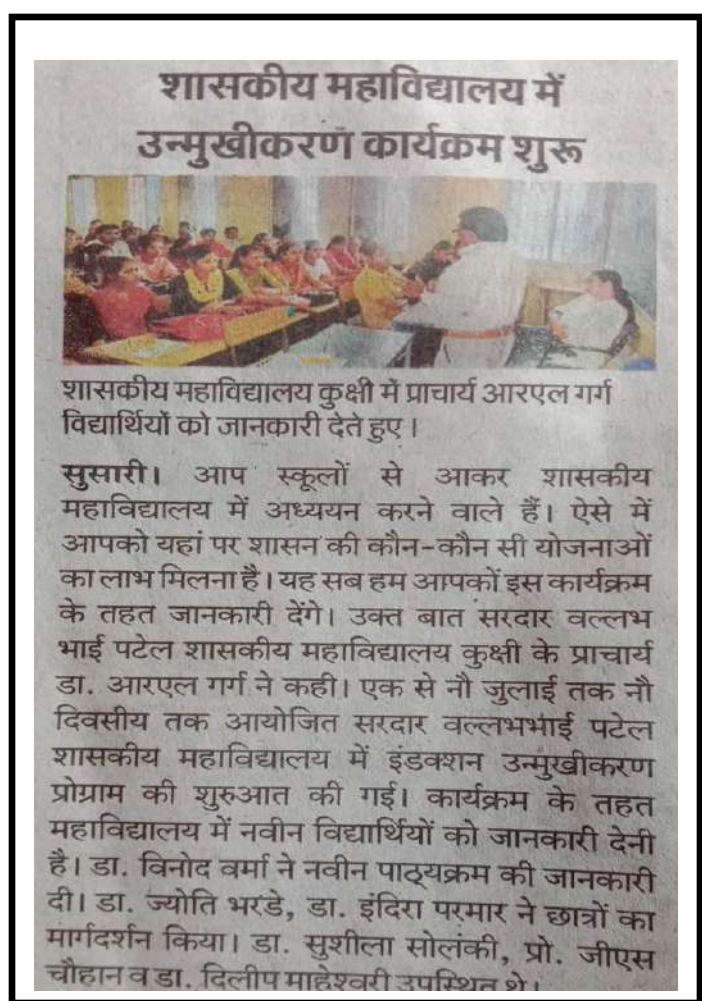 शासकीय महाविद्यालय में
उन्मुखीकरण कार्यक्रम शुरू
शासकीय महाविद्यालय कुक्षी में प्राचार्य आरएल गर्ग
विद्यार्थियों को जानकारी देते हुए।
सुसारी। आप स्कूलों से आकर शासकीय
महाविद्यालय में अध्ययन करने वाले हैं। ऐसे में
आपको यहां पर शासन की कौन-कौन सी योजनाओं
का लाभ मिलना है। यह सब हम आपकों इस कार्यक्रम
के तहत जानकारी देंगे। उक्त बात सरदार वल्लभ
भाई पटेल शासकीय महाविद्यालय कुक्षी के प्राचार्य
डा. आरएल गर्ग ने कही। एक से नौ जुलाई तक नौ
दिवसीय तक आयोजित सरदार वल्लभभाई पटेल
शासकीय महाविद्यालय में इंडक्शन उन्मुखीकरण
प्रोग्राम की शुरुआत की गई। कार्यक्रम के तहत
महाविद्यालय में नवीन विद्यार्थियों को जानकारी देनी
है। डा. विनोद वर्मा ने नवीन पाठ्यक्रम की जानकारी
दी। डा. ज्योति भरडे, डा. इंदिरा परमार ने छात्रों का
मार्गदर्शन किया। डा. सुशीला सोलंकी, प्रो. जीएस
चौहान व डा. दिलीप माहेश्वरी उपस्थित थे।